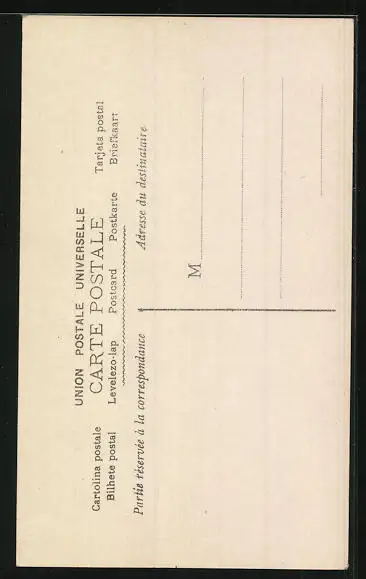 UNION POSTALE UNIVERSELLE
Cartolina postale CARTE POSTALE Tarjeta postal
Bilhete postal Levelezo-lap Postcard Postkarte Briefkaart
Partie réservée à la correspondance Adresse du destinataire
M